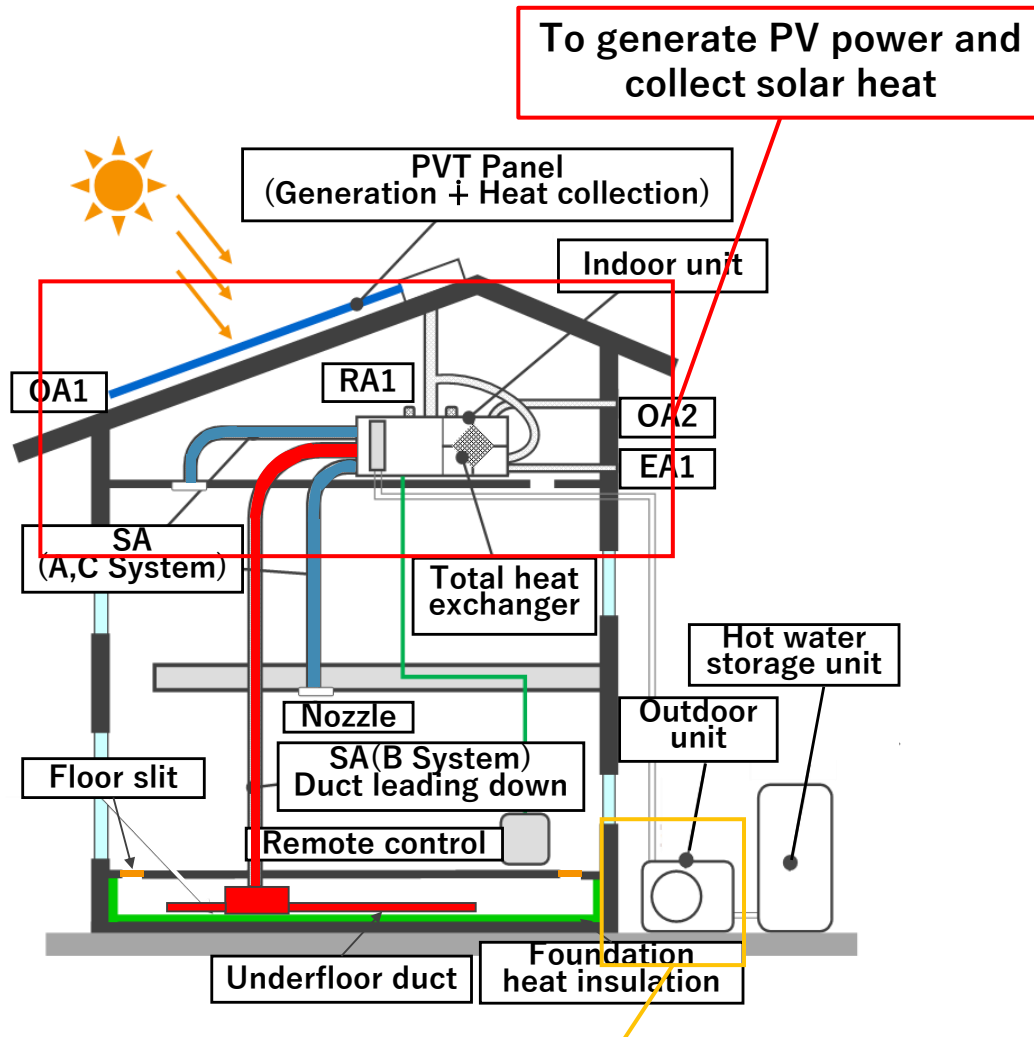 To generate PV power and
collect solar heat
PVT Panel
(Generation + Heat collection)
Indoor unit
RA1
OA1
OA2
EA1
SA
(A,C System)
Total heat
exchanger
Hot water
storage unit
Nozzle
Outdoor
unit
SA(B System)
Duct leading down
Floor slit
Remote control
Underfloor duct
Foundation
heat insulation